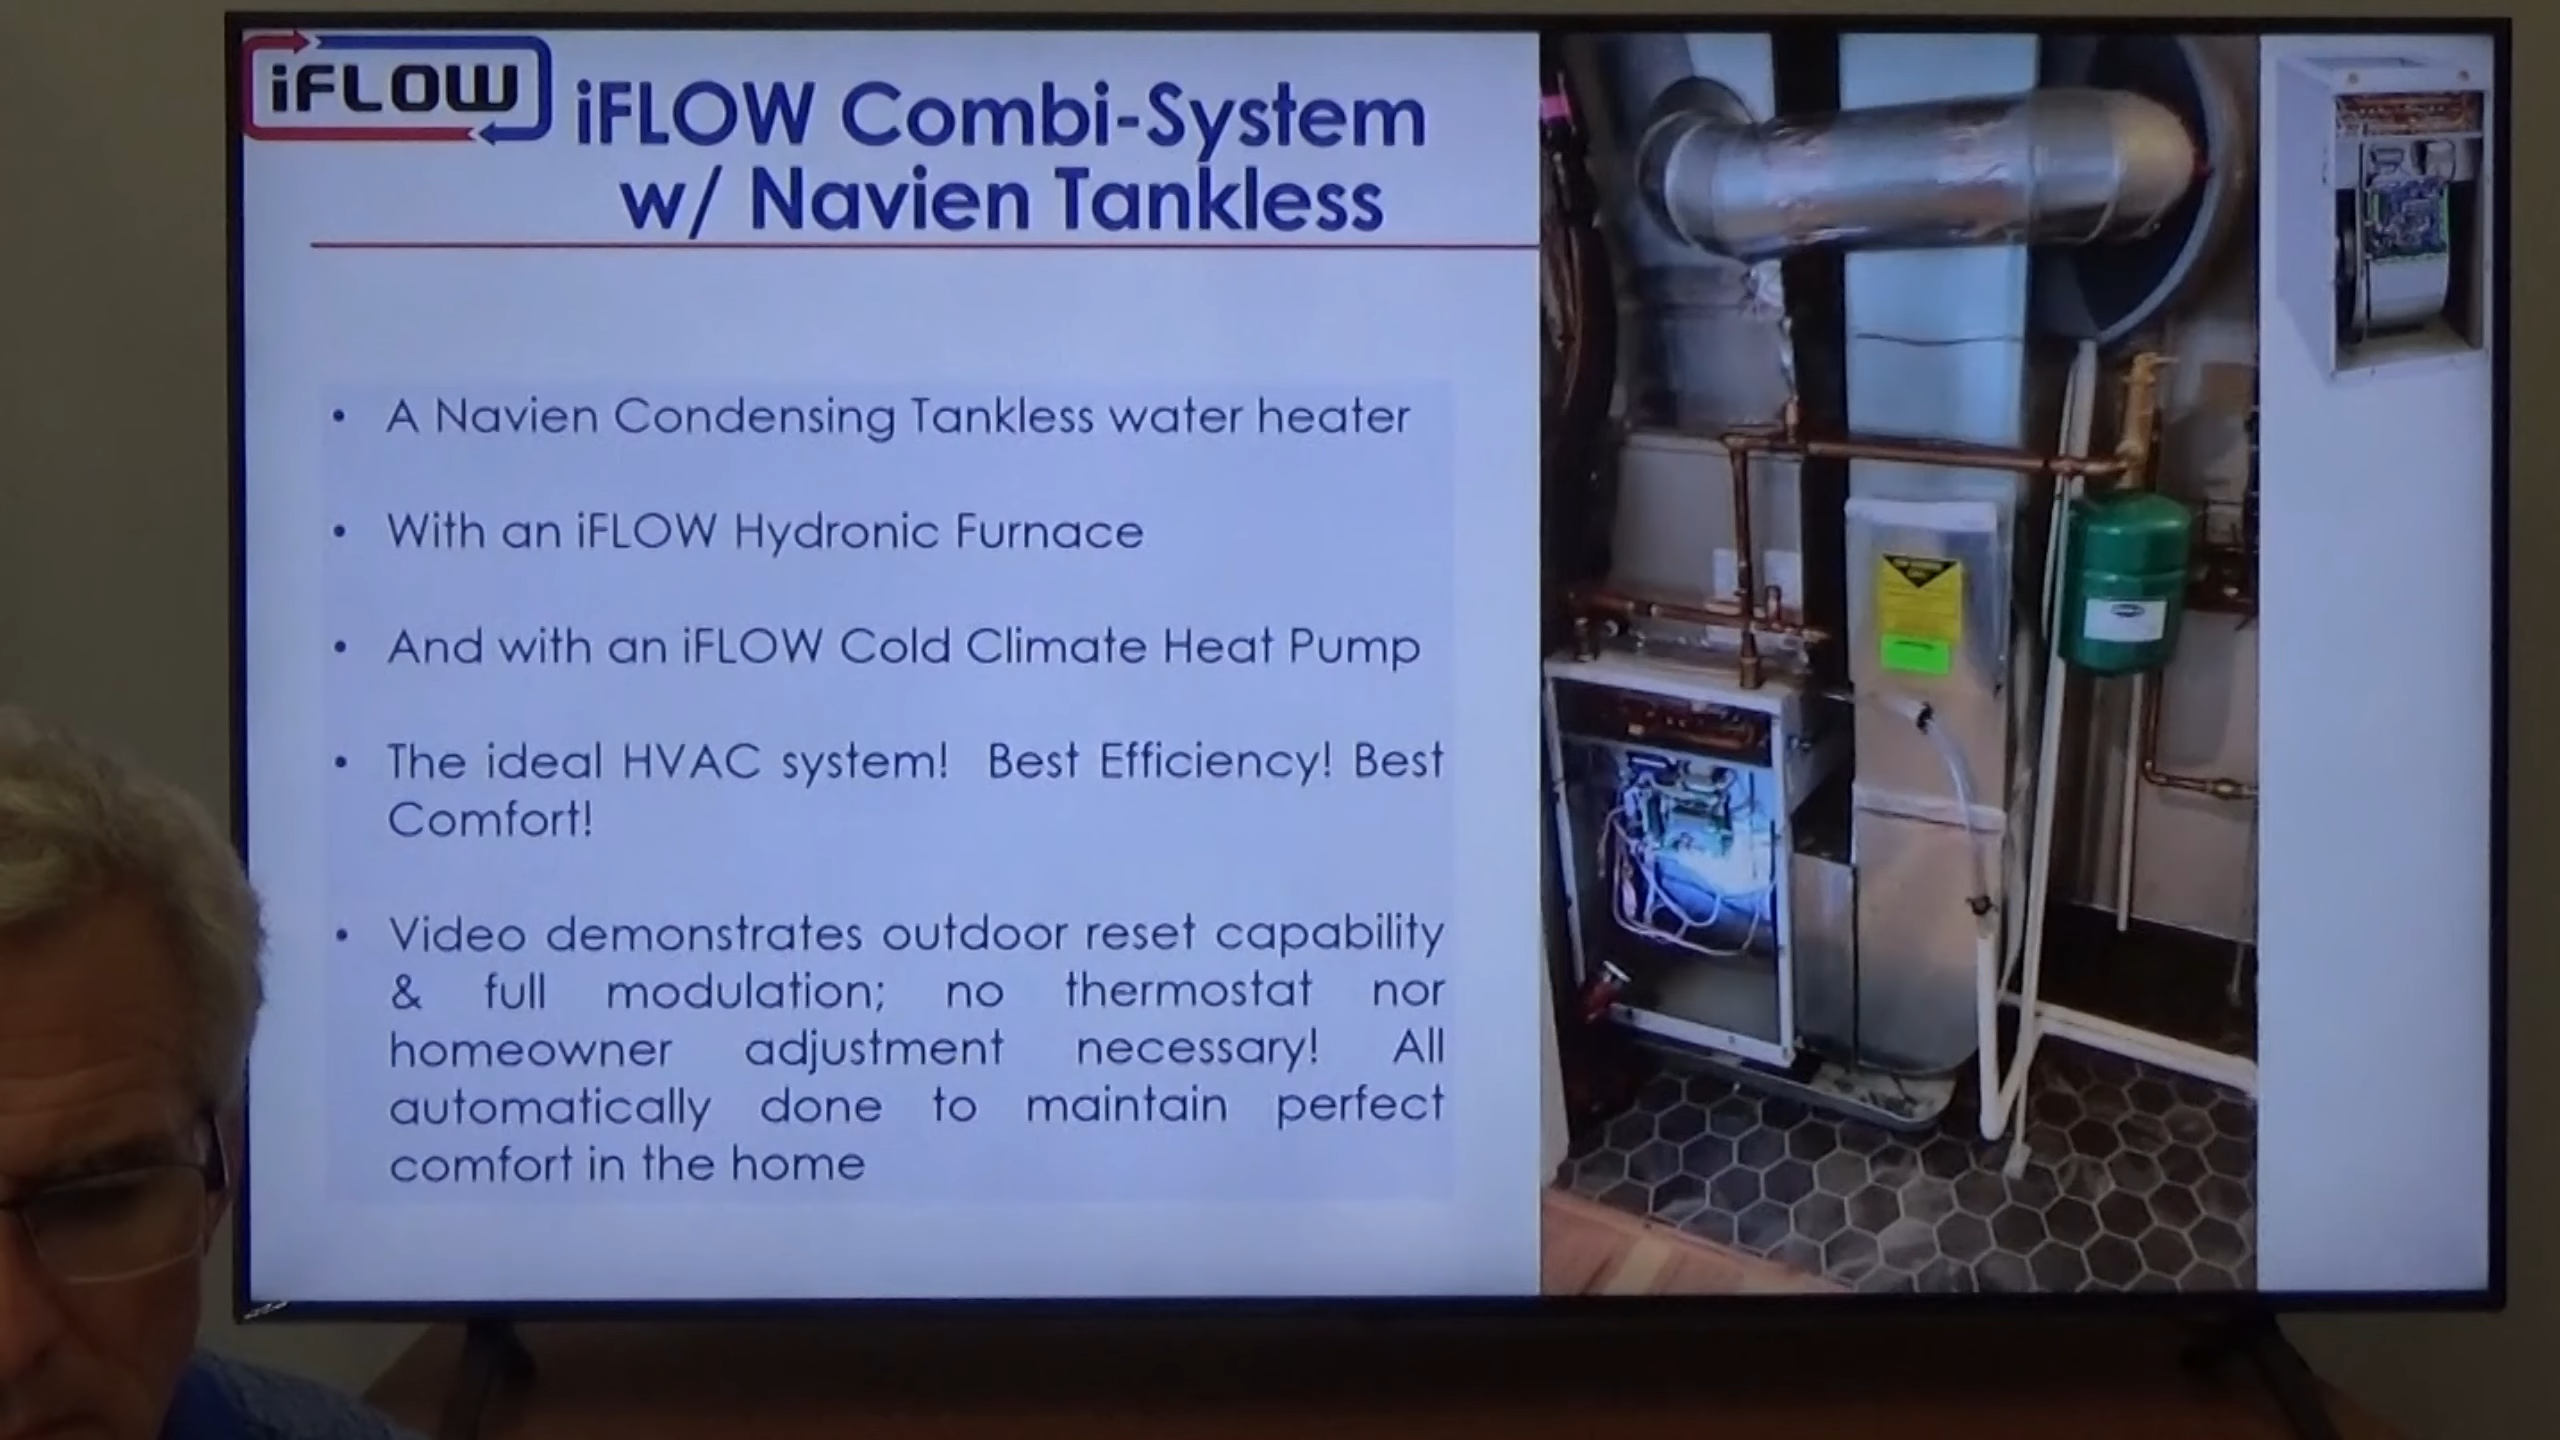 iFLOW
iFLOW Combi-System
w/ Navien Tankless
• A Navien Condensing Tankless water heater
• With an iFLOW Hydronic Furnace
• And with an iFLOW Cold Climate Heat Pump
• The ideal HVAC system! Best Efficiency! Best
Comfort!
• Video demonstrates outdoor reset capability
& full modulation; no thermostat nor
homeowner adjustment necessary! All
automatically done to maintain perfect
comfort in the home